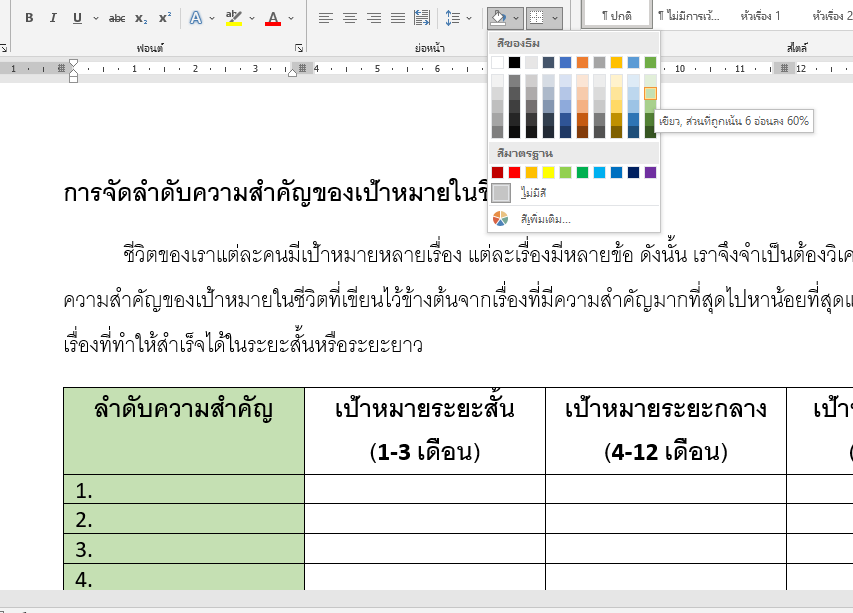 B I U abc x₂ x² A ab A
¶ ปกติ ¶ ไม่มีการเว้... หัวเรื่อง 1 หัวเรื่อง 2
ฟอนต์ ย่อหน้า สไตล์
สีของธีม
1 1 2 3 4 5 6 10 11 12
เขียว, ส่วนที่ถูกเน้น 6 อ่อนลง 60%
สีมาตรฐาน
ไม่มีสี
สีเพิ่มเติม...
การจัดลำดับความสำคัญของเป้าหมายในชี
ชีวิตของเราแต่ละคนมีเป้าหมายหลายเรื่อง แต่ละเรื่องมีหลายข้อ ดังนั้น เราจึงจำเป็นต้องวิเค
ความสำคัญของเป้าหมายในชีวิตที่เขียนไว้ข้างต้นจากเรื่องที่มีความสำคัญมากที่สุดไปหาน้อยที่สุดแ
เรื่องที่ทำให้สำเร็จได้ในระยะสั้นหรือระยะยาว
ลำดับความสำคัญ เป้าหมายระยะสั้น เป้าหมายระยะกลาง เป้า
(1-3 เดือน) (4-12 เดือน) (
1.
2.
3.
4.